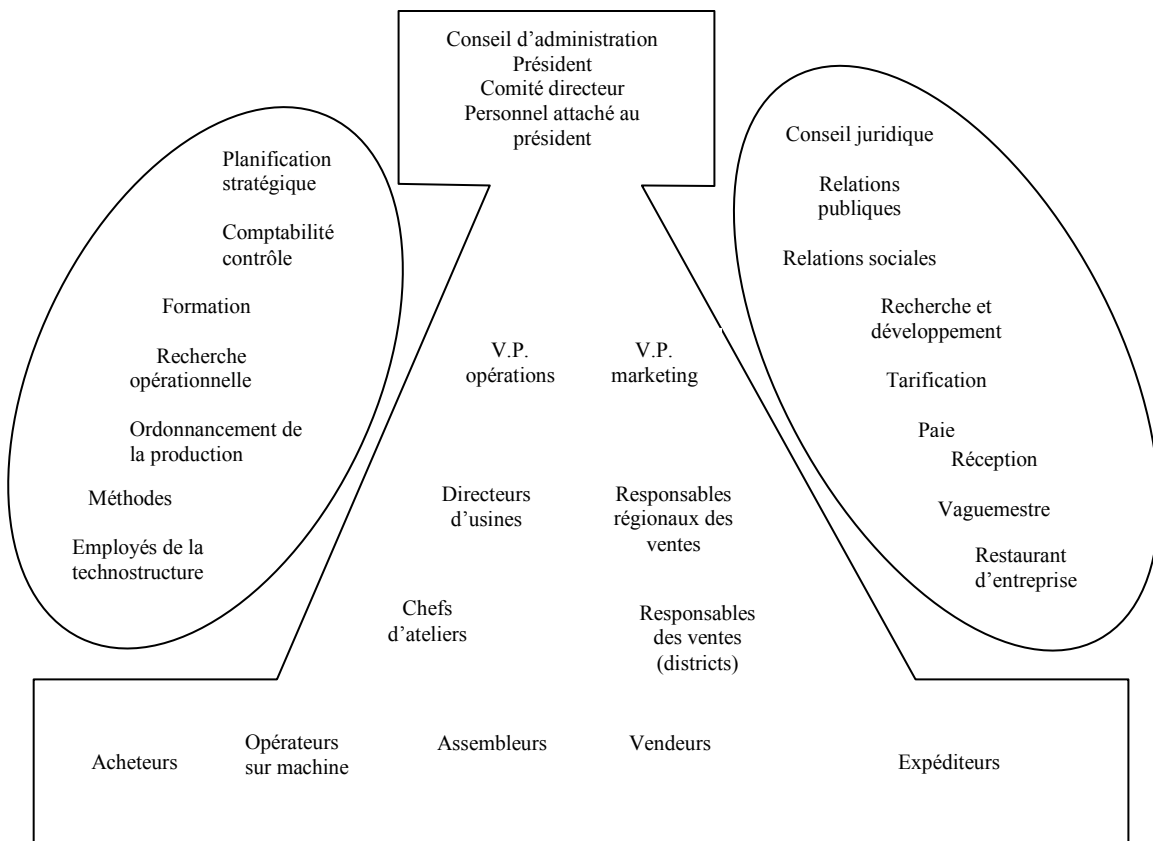 Conseil d’administration
Président
Comité directeur
Personnel attaché au
président
Planification
stratégique
Comptabilité
contrôle
Formation
Recherche
opérationnelle
Ordonnancement de
la production
Méthodes
Employés de la
technostructure
V.P.
opérations
V.P.
marketing
Directeurs
d’usines
Responsables
régionaux des
ventes
Chefs
d’ateliers
Responsables
des ventes
(districts)
Conseil juridique
Relations
publiques
Relations sociales
Recherche et
développement
Tarification
Paie
Réception
Vaguemestre
Restaurant
d’entreprise
Acheteurs
Opérateurs
sur machine
Assembleurs
Vendeurs
Expéditeurs